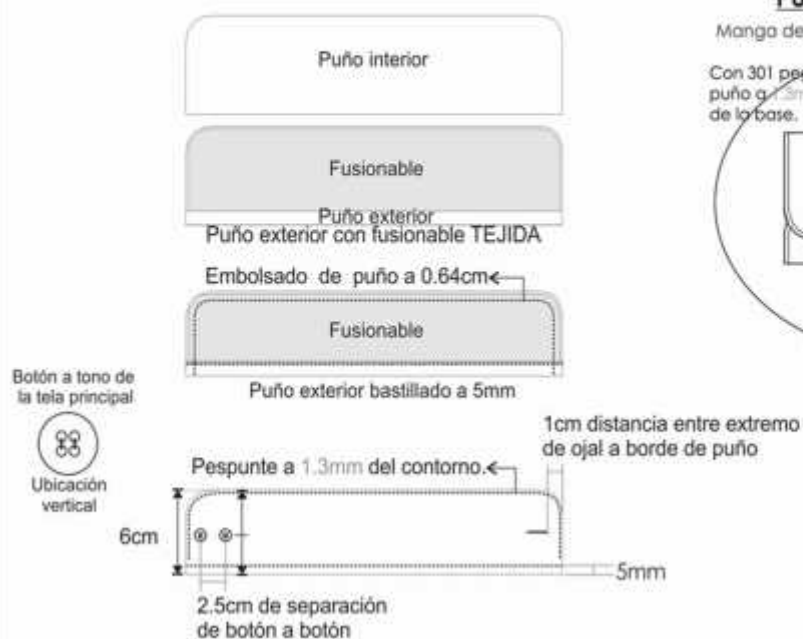 Puño interior
Manga de
Con 301
puño a 1.3m
de la base.
Fusionable
Puño exterior
Puño exterior con fusionable TEJIDA
Embolsado de puño a 0.64cm
Fusionable
Puño exterior bastillado a 5mm
Botón a tono de
la tela principal
Ubicación
vertical
1cm distancia entre extremo
de ojal a borde de puño
Pespunte a 1.3mm del contorno.
6cm
5mm
2.5cm de separación
de botón a botón